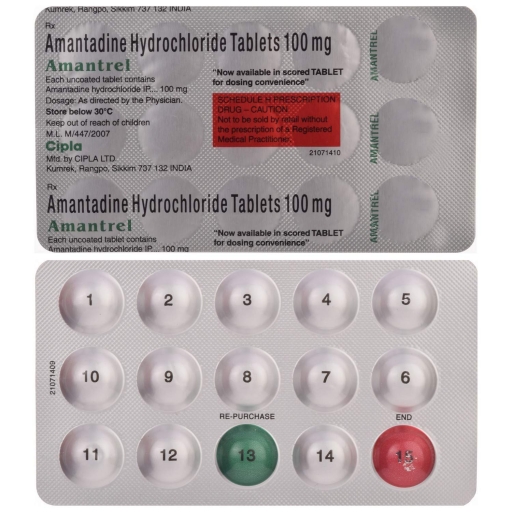 Kumrek, Rangpo, Sikkim 737 132 INDIA
Rx
Amantadine Hydrochloride Tablets 100 mg
Amantrel
Each uncoated tablet contains
Amantadine hydrochloride IP... 100 mg
Dosage: As directed by the Physician.
Store below 30°C
Keep out of reach of children
M.L. M/447/2007
Cipla
Mfd. by CIPLA LTD.
Kumrek, Rangpo, Sikkim 737 132 INDIA
"Now available in scored TABLET
for dosing convenience"
SCHEDULE H PRESCRIPTION
DRUG – CAUTION
Not to be sold by retail without
the prescription of a Registered
Medical Practitioner.
21071410
AMANTREL
AMANTREL
AMANTREL
Rx
Amantadine Hydrochloride Tablets 100 mg
Amantrel
Each uncoated tablet contains
Amantadine hydrochloride IP... 100 mg
"Now available in scored TABLET
for dosing convenience"
1 2 3 4 5
10 9 8 7 6
21071409
RE-PURCHASE END
11 12 13 14 15